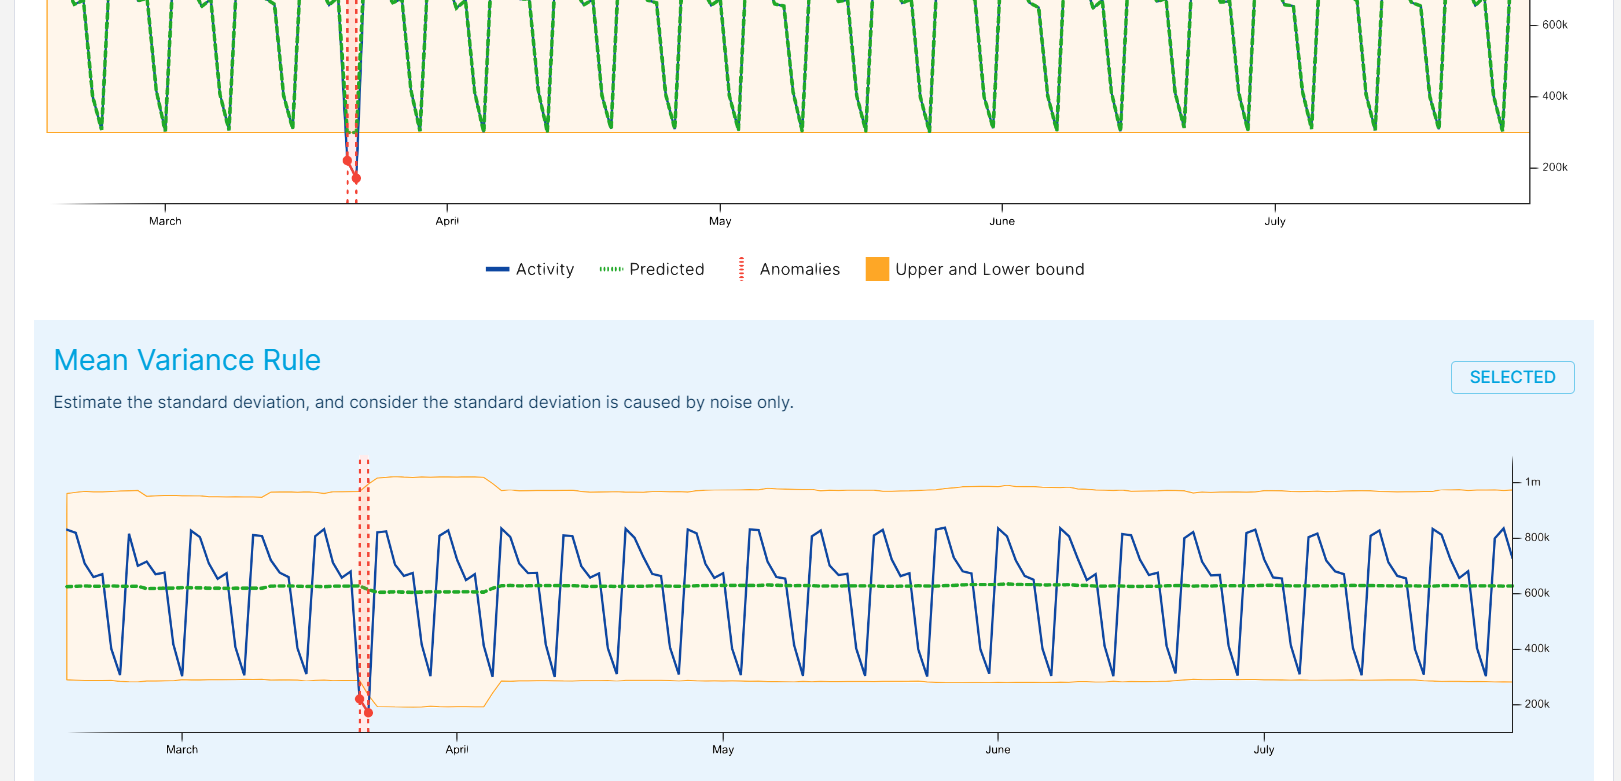 600k
400k
200k
March April May June July
Activity Predicted Anomalies Upper and Lower bound
Mean Variance Rule
SELECTED
Estimate the standard deviation, and consider the standard deviation is caused by noise only.
1m
800k
600k
400k
200k
March April May June July